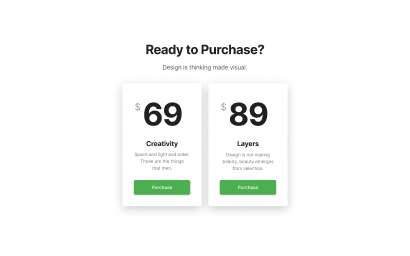 Ready to Purchase?
Design is thinking made visual.
$ 69
Creativity
Space and light and order.
Those are the things
that men.
Purchase
$ 89
Layers
Design is not making
beauty, beauty emerges
from selection.
Purchase